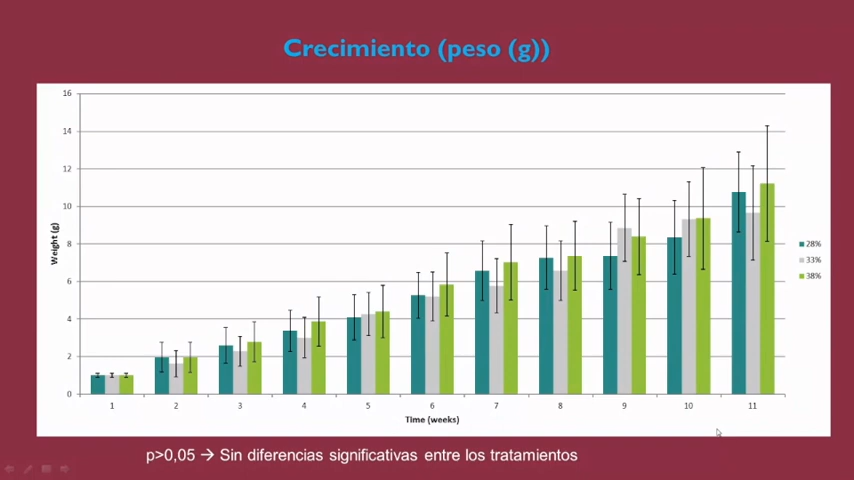 Crecimiento (peso (g))
16
14
12
10
8
6
4
2
0
Weight (g)
1 2 3 4 5 6 7 8 9 10 11
Time (weeks)
28%
33%
38%
p>0,05 → Sin diferencias significativas entre los tratamientos